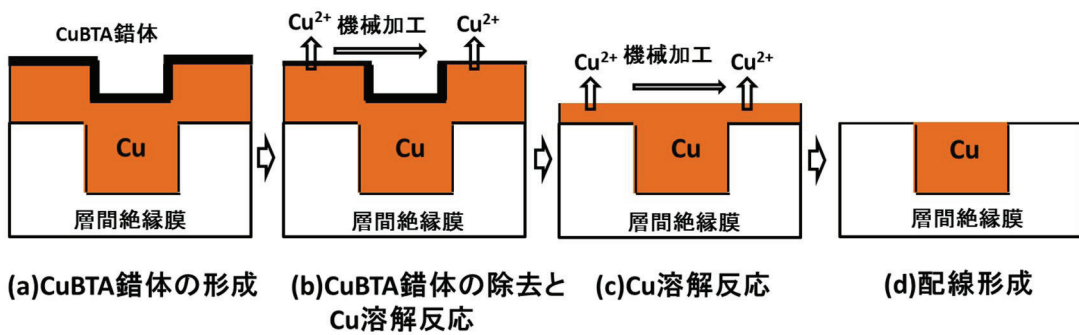 CuBTA錯体
Cu
層間絶縁膜
(a)CuBTA錯体の形成
Cu2+ 機械加工 Cu2+
Cu
層間絶縁膜
(b)CuBTA錯体の除去と
Cu溶解反応
Cu2+ 機械加工 Cu2+
Cu
層間絶縁膜
(c)Cu溶解反応
Cu
層間絶縁膜
(d)配線形成